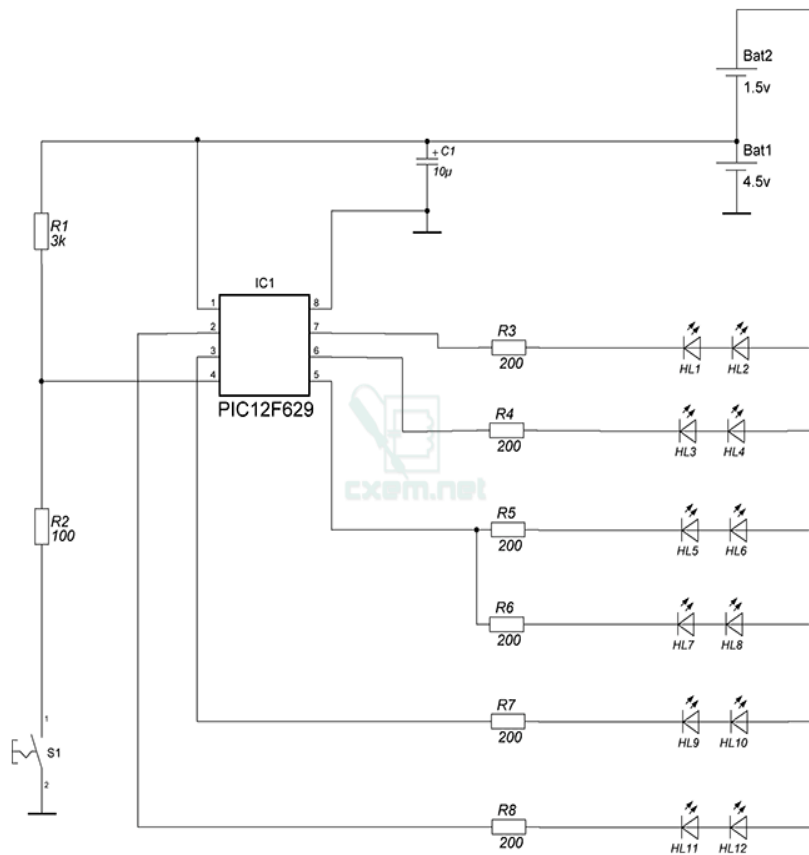 Bat2
1.5v
Bat1
4.5v
+ C1
10µ
R1
3k
IC1
1
2
3
4
8
7
6
5
PIC12F629
R3
200
HL1
HL2
R4
200
HL3
HL4
cxem.net
R2
100
R5
200
HL5
HL6
R6
200
HL7
HL8
R7
200
HL9
HL10
1
S1
2
R8
200
HL11
HL12